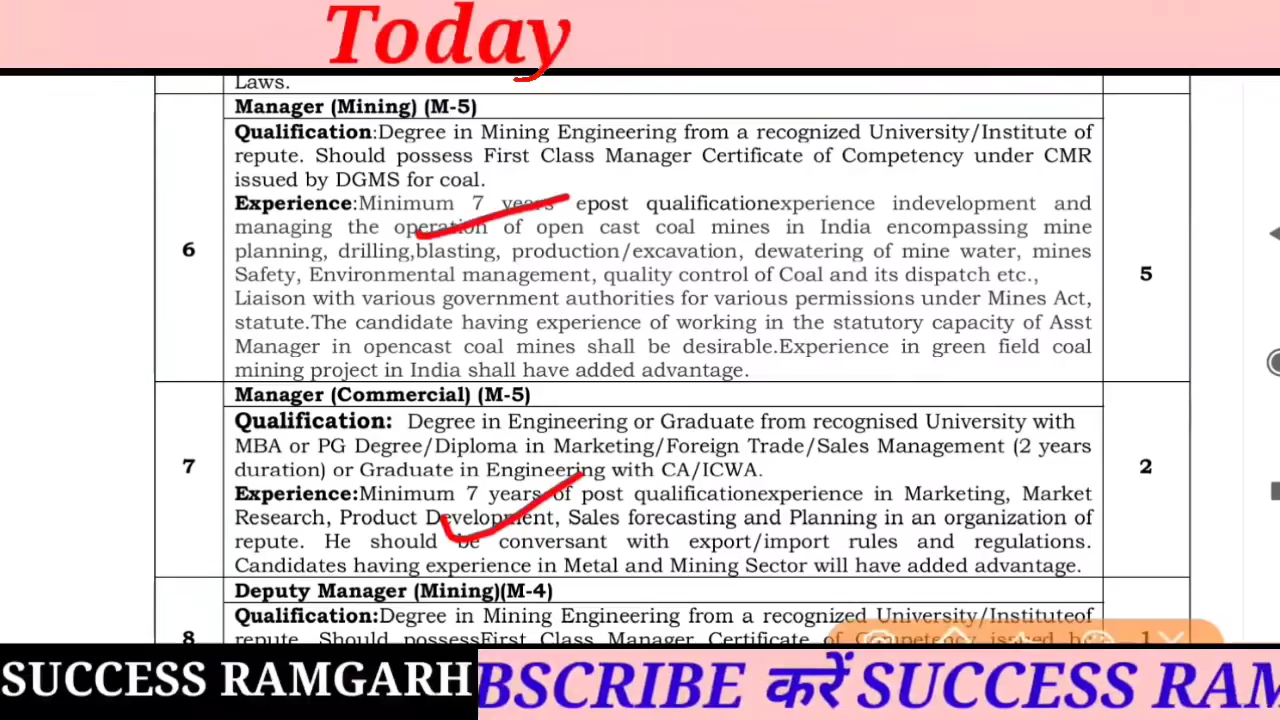 Today
Laws.
Manager (Mining) (M-5)
Qualification:Degree in Mining Engineering from a recognized University/Institute of
repute. Should possess First Class Manager Certificate of Competency under CMR
issued by DGMS for coal.
Experience:Minimum 7 years epost qualificationexperience indevelopment and
managing the operation of open cast coal mines in India encompassing mine
planning, drilling,blasting, production/excavation, dewatering of mine water, mines
6
Safety, Environmental management, quality control of Coal and its dispatch etc.,
5
Liaison with various government authorities for various permissions under Mines Act,
statute.The candidate having experience of working in the statutory capacity of Asst
Manager in opencast coal mines shall be desirable.Experience in green field coal
mining project in India shall have added advantage.
Manager (Commercial) (M-5)
Qualification: Degree in Engineering or Graduate from recognised University with
MBA or PG Degree/Diploma in Marketing/Foreign Trade/Sales Management (2 years
7
duration) or Graduate in Engineering with CA/ICWA.
2
Experience:Minimum 7 years of post qualificationexperience in Marketing, Market
Research, Product Development, Sales forecasting and Planning in an organization of
repute. He should be conversant with export/import rules and regulations.
Candidates having experience in Metal and Mining Sector will have added advantage.
Deputy Manager (Mining)(M-4)
Qualification:Degree in Mining Engineering from a recognized University/Instituteof
8
repute. Should possessFirst Class Manager Certificate of Competency issued
1
SUCCESS RAMGARH
BSCRIBE करें SUCCESS RAM